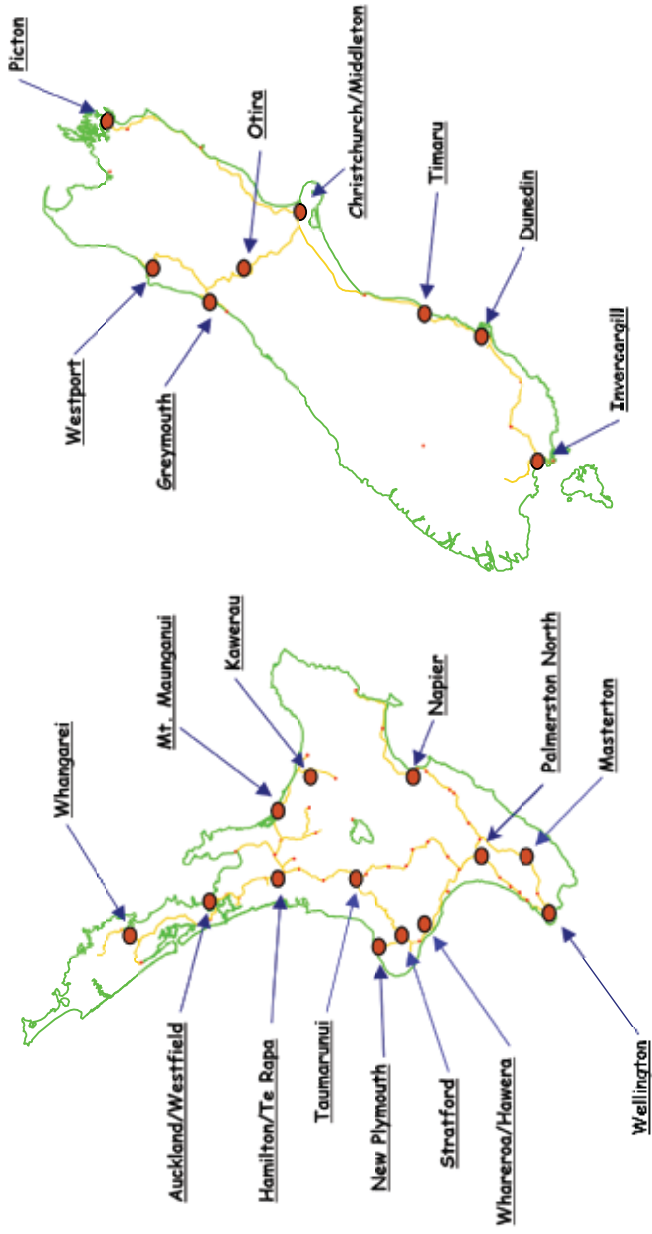 Whangarei
Mt. Maunganui
Kawerau
Auckland/Westfield
Hamilton/Te Rapa
Taumarunui
New Plymouth
Stratford
Whareroa/Hawera
Napier
Palmerston North
Masterton
Wellington
Picton
Westport
Otira
Greymouth
Christchurch/Middleton
Timaru
Dunedin
Invercargill